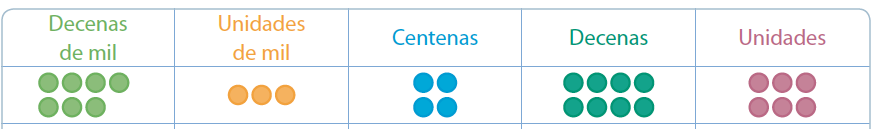 Decenas
de mil
Unidades
de mil
Centenas
Decenas
Unidades